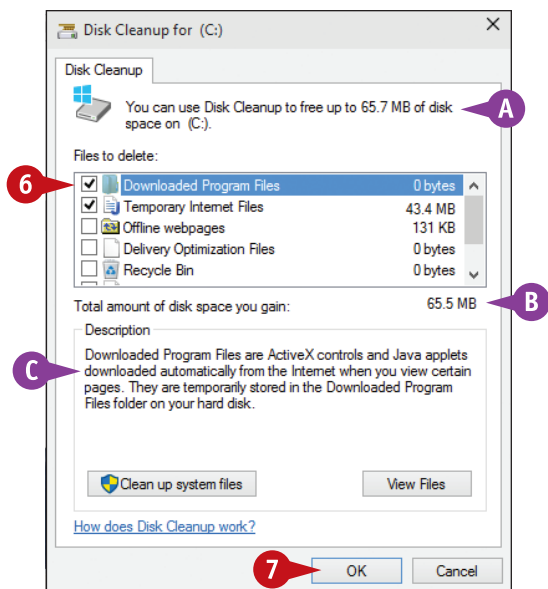 Disk Cleanup for (C:)
Disk Cleanup
You can use Disk Cleanup to free up to 65.7 MB of disk
space on (C:).
A
Files to delete:
6
Downloaded Program Files 0 bytes
Temporary Internet Files 43.4 MB
Offline webpages 131 KB
Delivery Optimization Files 0 bytes
Recycle Bin 0 bytes
Total amount of disk space you gain: 65.5 MB
B
Description
Downloaded Program Files are ActiveX controls and Java applets
C
downloaded automatically from the Internet when you view certain
pages. They are temporarily stored in the Downloaded Program
Files folder on your hard disk.
Clean up system files View Files
How does Disk Cleanup work?
7
OK Cancel